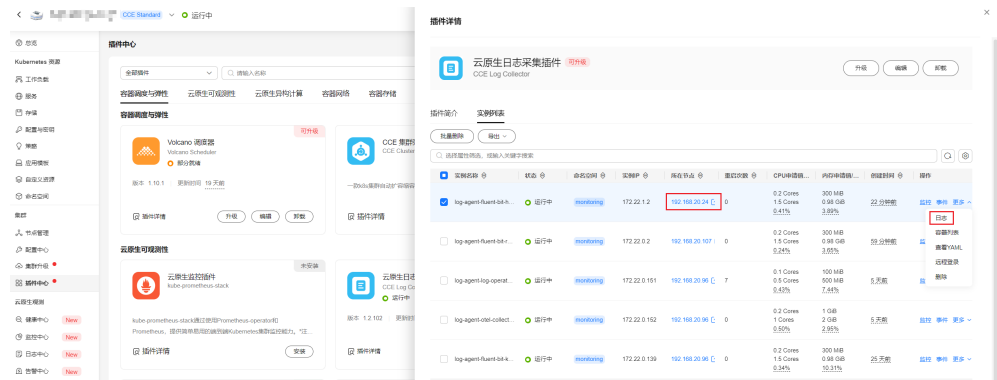 CCE Standard 运行中
总览
Kubernetes 资源
工作负载
服务
存储
配置与密钥
策略
应用模板
自定义资源
命名空间
集群
节点管理
配置中心
集群升级
插件中心
云原生观测
健康中心 New
监控中心 New
日志中心 New
告警中心 New
插件中心
全部插件 请输入名称
容器调度与弹性 云原生可观测性 云原生异构计算 容器网络 容器存储
容器调度与弹性
可升级
Volcano 调度器
Volcano Scheduler
部分就绪
版本 1.10.1 更新时间 19 天前
插件详情 升级 编辑 卸载
CCE 集群
CCE Cluster
一款k8s集群自动扩缩容
插件详情
云原生可观测性
未安装
云原生监控插件
kube-prometheus-stack
kube-prometheus-stack通过使用Prometheus-operator和
Prometheus，提供简单易用的端到端Kubernetes集群监控能力。*注...
插件详情 安装
云原生日志
CCE Log Co
运行中
版本 1.2.102 更新时
插件详情
插件详情
云原生日志采集插件 可升级
CCE Log Collector
升级 编辑 卸载
插件简介 实例列表
批量删除 导出
选择属性筛选，或输入关键字搜索
实例名称 状态 命名空间 实例IP 所在节点 重启次数 CPU申请值/... 内存申请值/... 创建时间 操作
log-agent-fluent-bit-h... 运行中 monitoring 172.22.1.2 192.168.20.24 0 0.2 Cores 1.5 Cores 0.41% 300 MiB 0.98 GiB 3.89% 22 分钟前 监控 事件 更多
日志
容器列表
查看YAML
远程登录
删除
log-agent-fluent-bit-r... 运行中 monitoring 172.22.0.2 192.168.20.107 0 0.2 Cores 1.5 Cores 0.24% 300 MiB 0.98 GiB 3.65% 59 分钟前
log-agent-log-operat... 运行中 monitoring 172.22.0.151 192.168.20.96 7 0.1 Cores 0.5 Cores 0.43% 100 MiB 500 MiB 7.44% 5 天前
log-agent-otel-collect... 运行中 monitoring 172.22.0.152 192.168.20.96 0 0.2 Cores 1 Cores 0.50% 1 GiB 2 GiB 2.95% 5 天前 监控 事件 更多
log-agent-fluent-bit-k... 运行中 monitoring 172.22.0.139 192.168.20.96 0 0.2 Cores 1.5 Cores 0.34% 300 MiB 0.98 GiB 10.31% 25 天前 监控 事件 更多